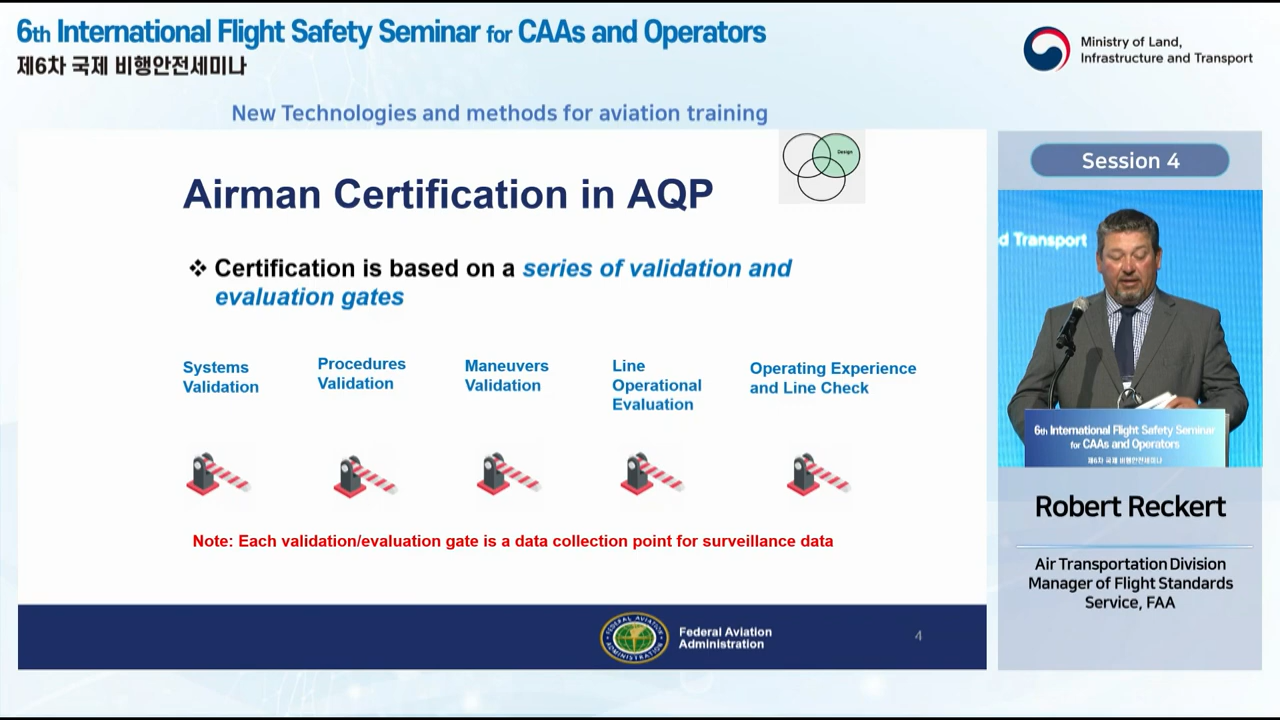 6th International Flight Safety Seminar for CAAs and Operators
제6차 국제 비행안전세미나
Ministry of Land,
Infrastructure and Transport
New Technologies and methods for aviation training
Airman Certification in AQP
Design
❖ Certification is based on a series of validation and
evaluation gates
Systems
Validation
Procedures
Validation
Maneuvers
Validation
Line
Operational
Evaluation
Operating Experience
and Line Check
Note: Each validation/evaluation gate is a data collection point for surveillance data
FEDERAL AVIATION
ADMINISTRATION
Federal Aviation
Administration
4
Session 4
d Transport
6th International Flight Safety Seminar
for CAAs and Operators
제6차 국제 비행안전세미나
Robert Reckert
Air Transportation Division
Manager of Flight Standards
Service, FAA